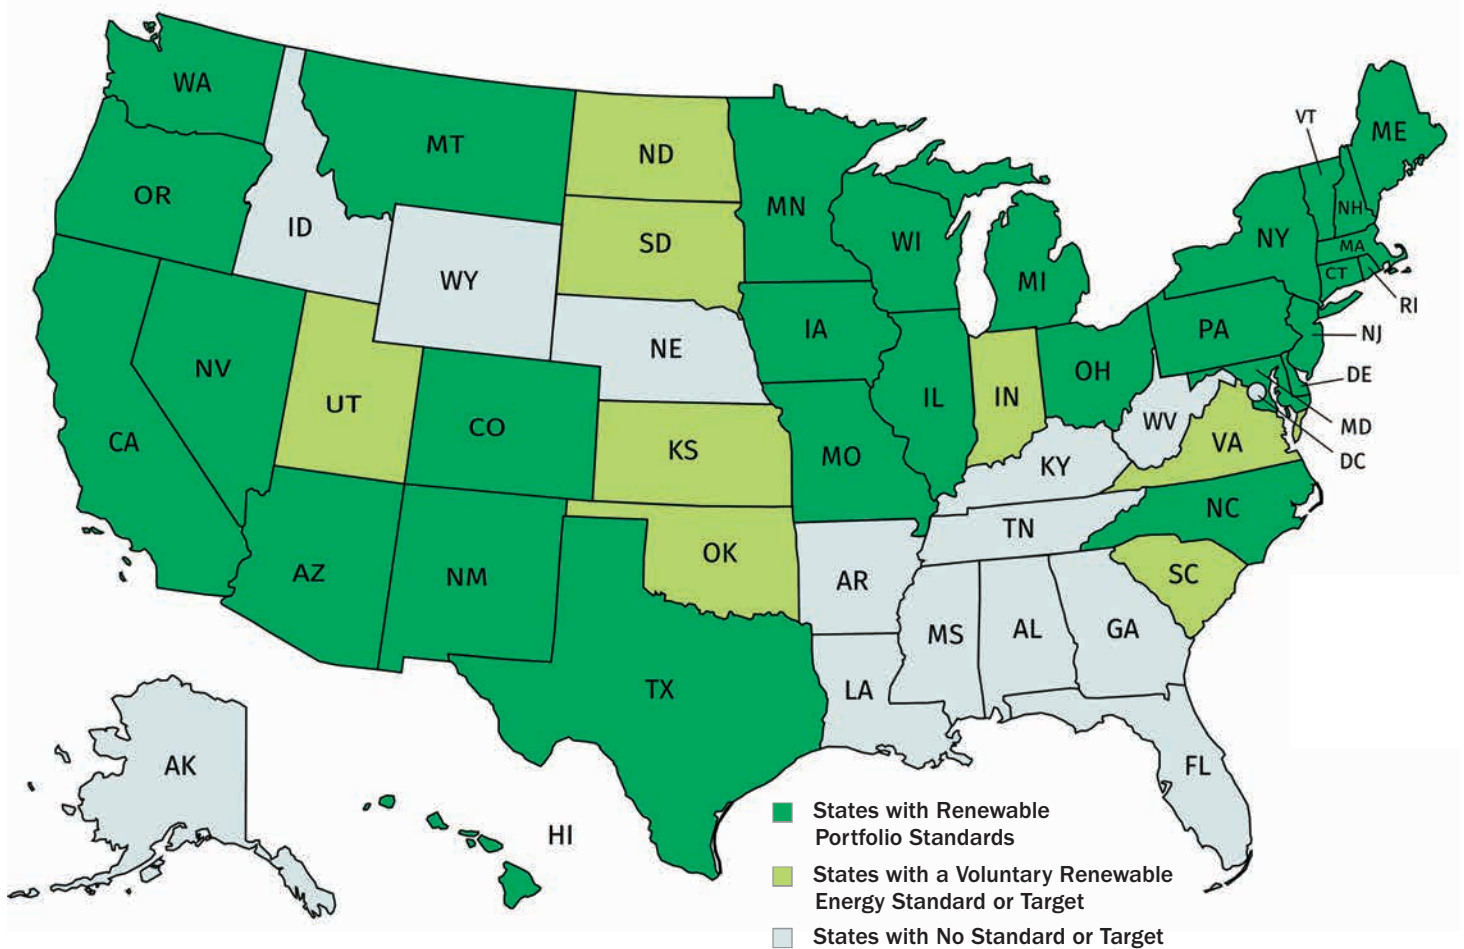 WA
MT
ND
MN
VT
ME
OR
ID
SD
WI
MI
NY
NH
MA
CT
RI
WY
NE
IA
PA
NJ
NV
UT
CO
KS
MO
IL
IN
OH
WV
VA
DE
MD
DC
CA
KY
NC
AZ
NM
OK
AR
TN
SC
TX
LA
MS
AL
GA
FL
AK
HI
States with Renewable
Portfolio Standards
States with a Voluntary Renewable
Energy Standard or Target
States with No Standard or Target